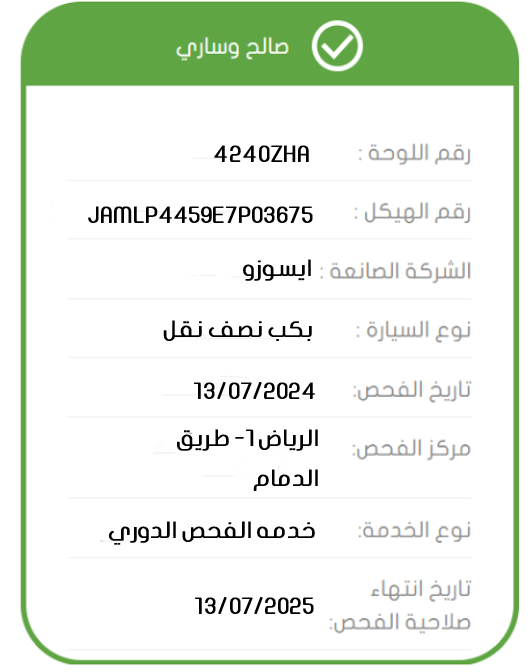 صالح وساري
رقم اللوحة : 4240ZHA
رقم الهيكل : JAMLP4459E7P03675
الشركة الصانعة : ايسوزو
نوع السيارة : بكب نصف نقل
تاريخ الفحص: 13/07/2024
مركز الفحص: الرياض1- طريق
الدمام
نوع الخدمة: خدمه الفحص الدوري
تاريخ انتهاء
صلاحية الفحص: 13/07/2025